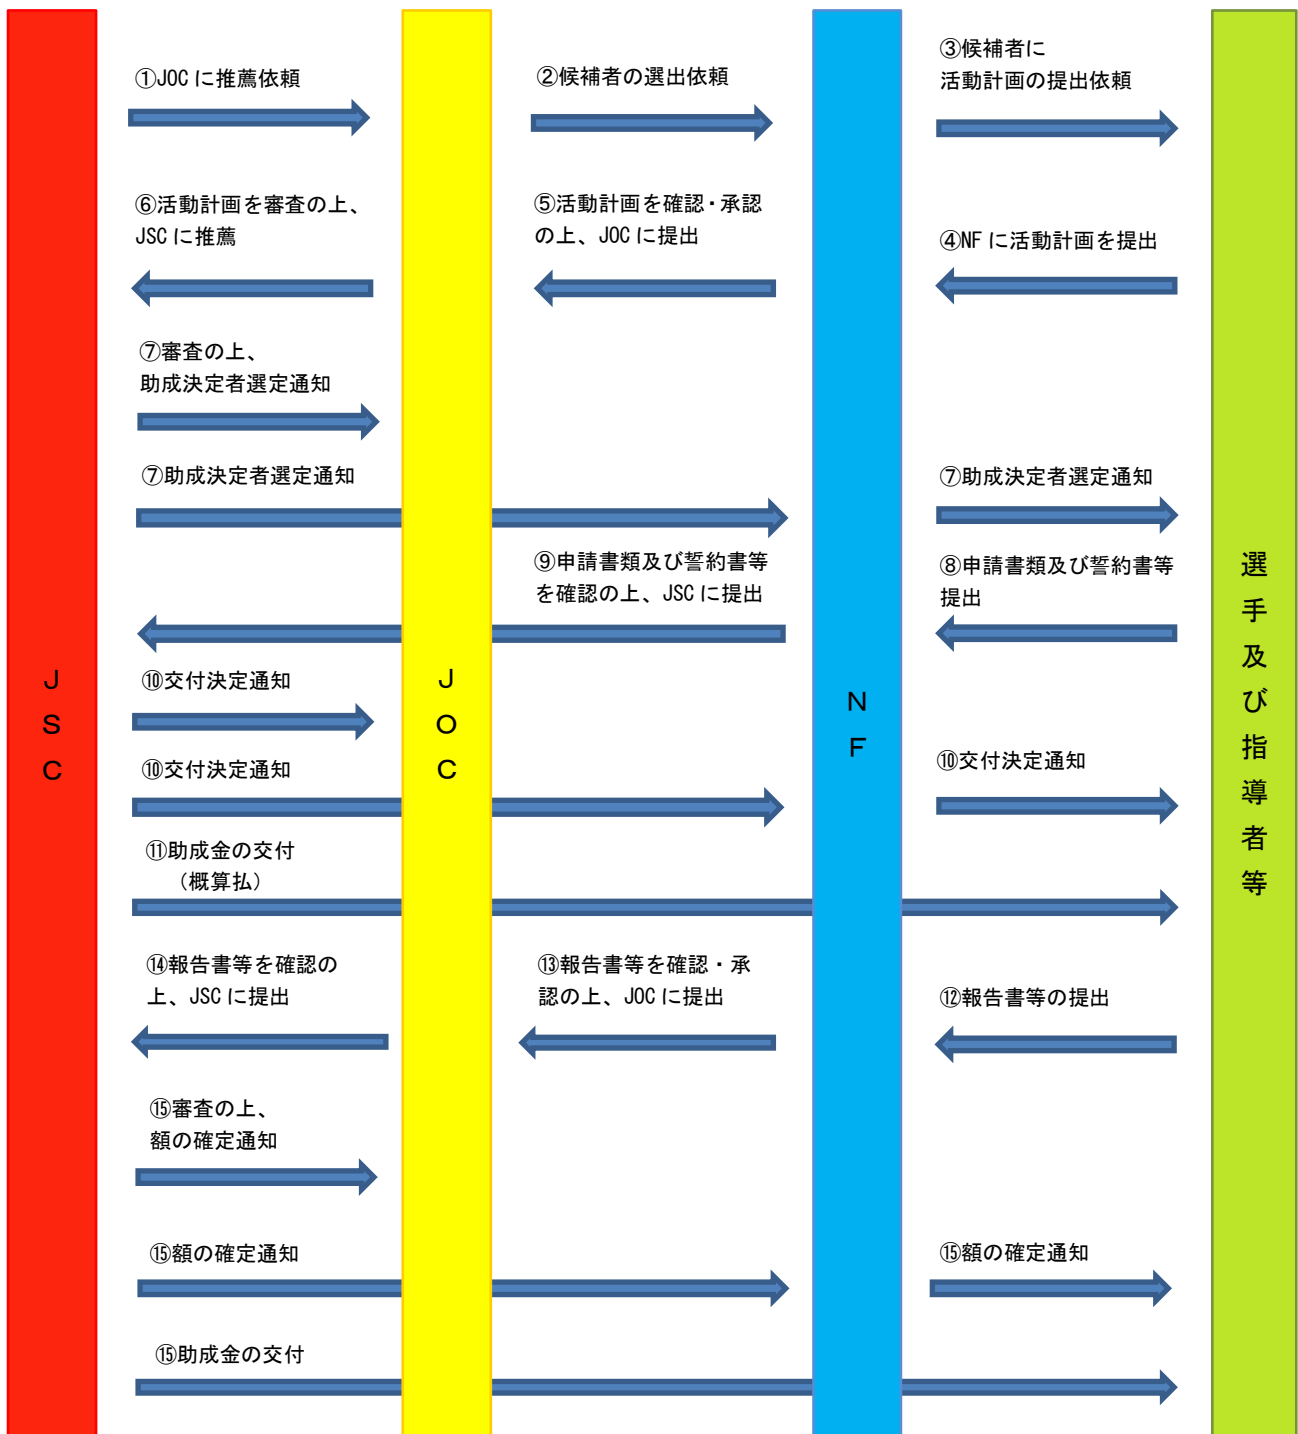 ①JOCに推薦依頼
②候補者の選出依頼
③候補者に
活動計画の提出依頼
⑥活動計画を審査の上、
JSCに推薦
⑤活動計画を確認・承認
の上、JOCに提出
④NFに活動計画を提出
⑦審査の上、
助成決定者選定通知
⑦助成決定者選定通知
⑦助成決定者選定通知
⑨申請書類及び誓約書等
を確認の上、JSCに提出
⑧申請書類及び誓約書等
提出
JSC
JOC
NF
選手及び指導者等
⑩交付決定通知
⑩交付決定通知
⑩交付決定通知
⑪助成金の交付
（概算払）
⑭報告書等を確認の
上、JSCに提出
⑬報告書等を確認・承
認の上、JOCに提出
⑫報告書等の提出
⑮審査の上、
額の確定通知
⑮額の確定通知
⑮額の確定通知
⑮助成金の交付